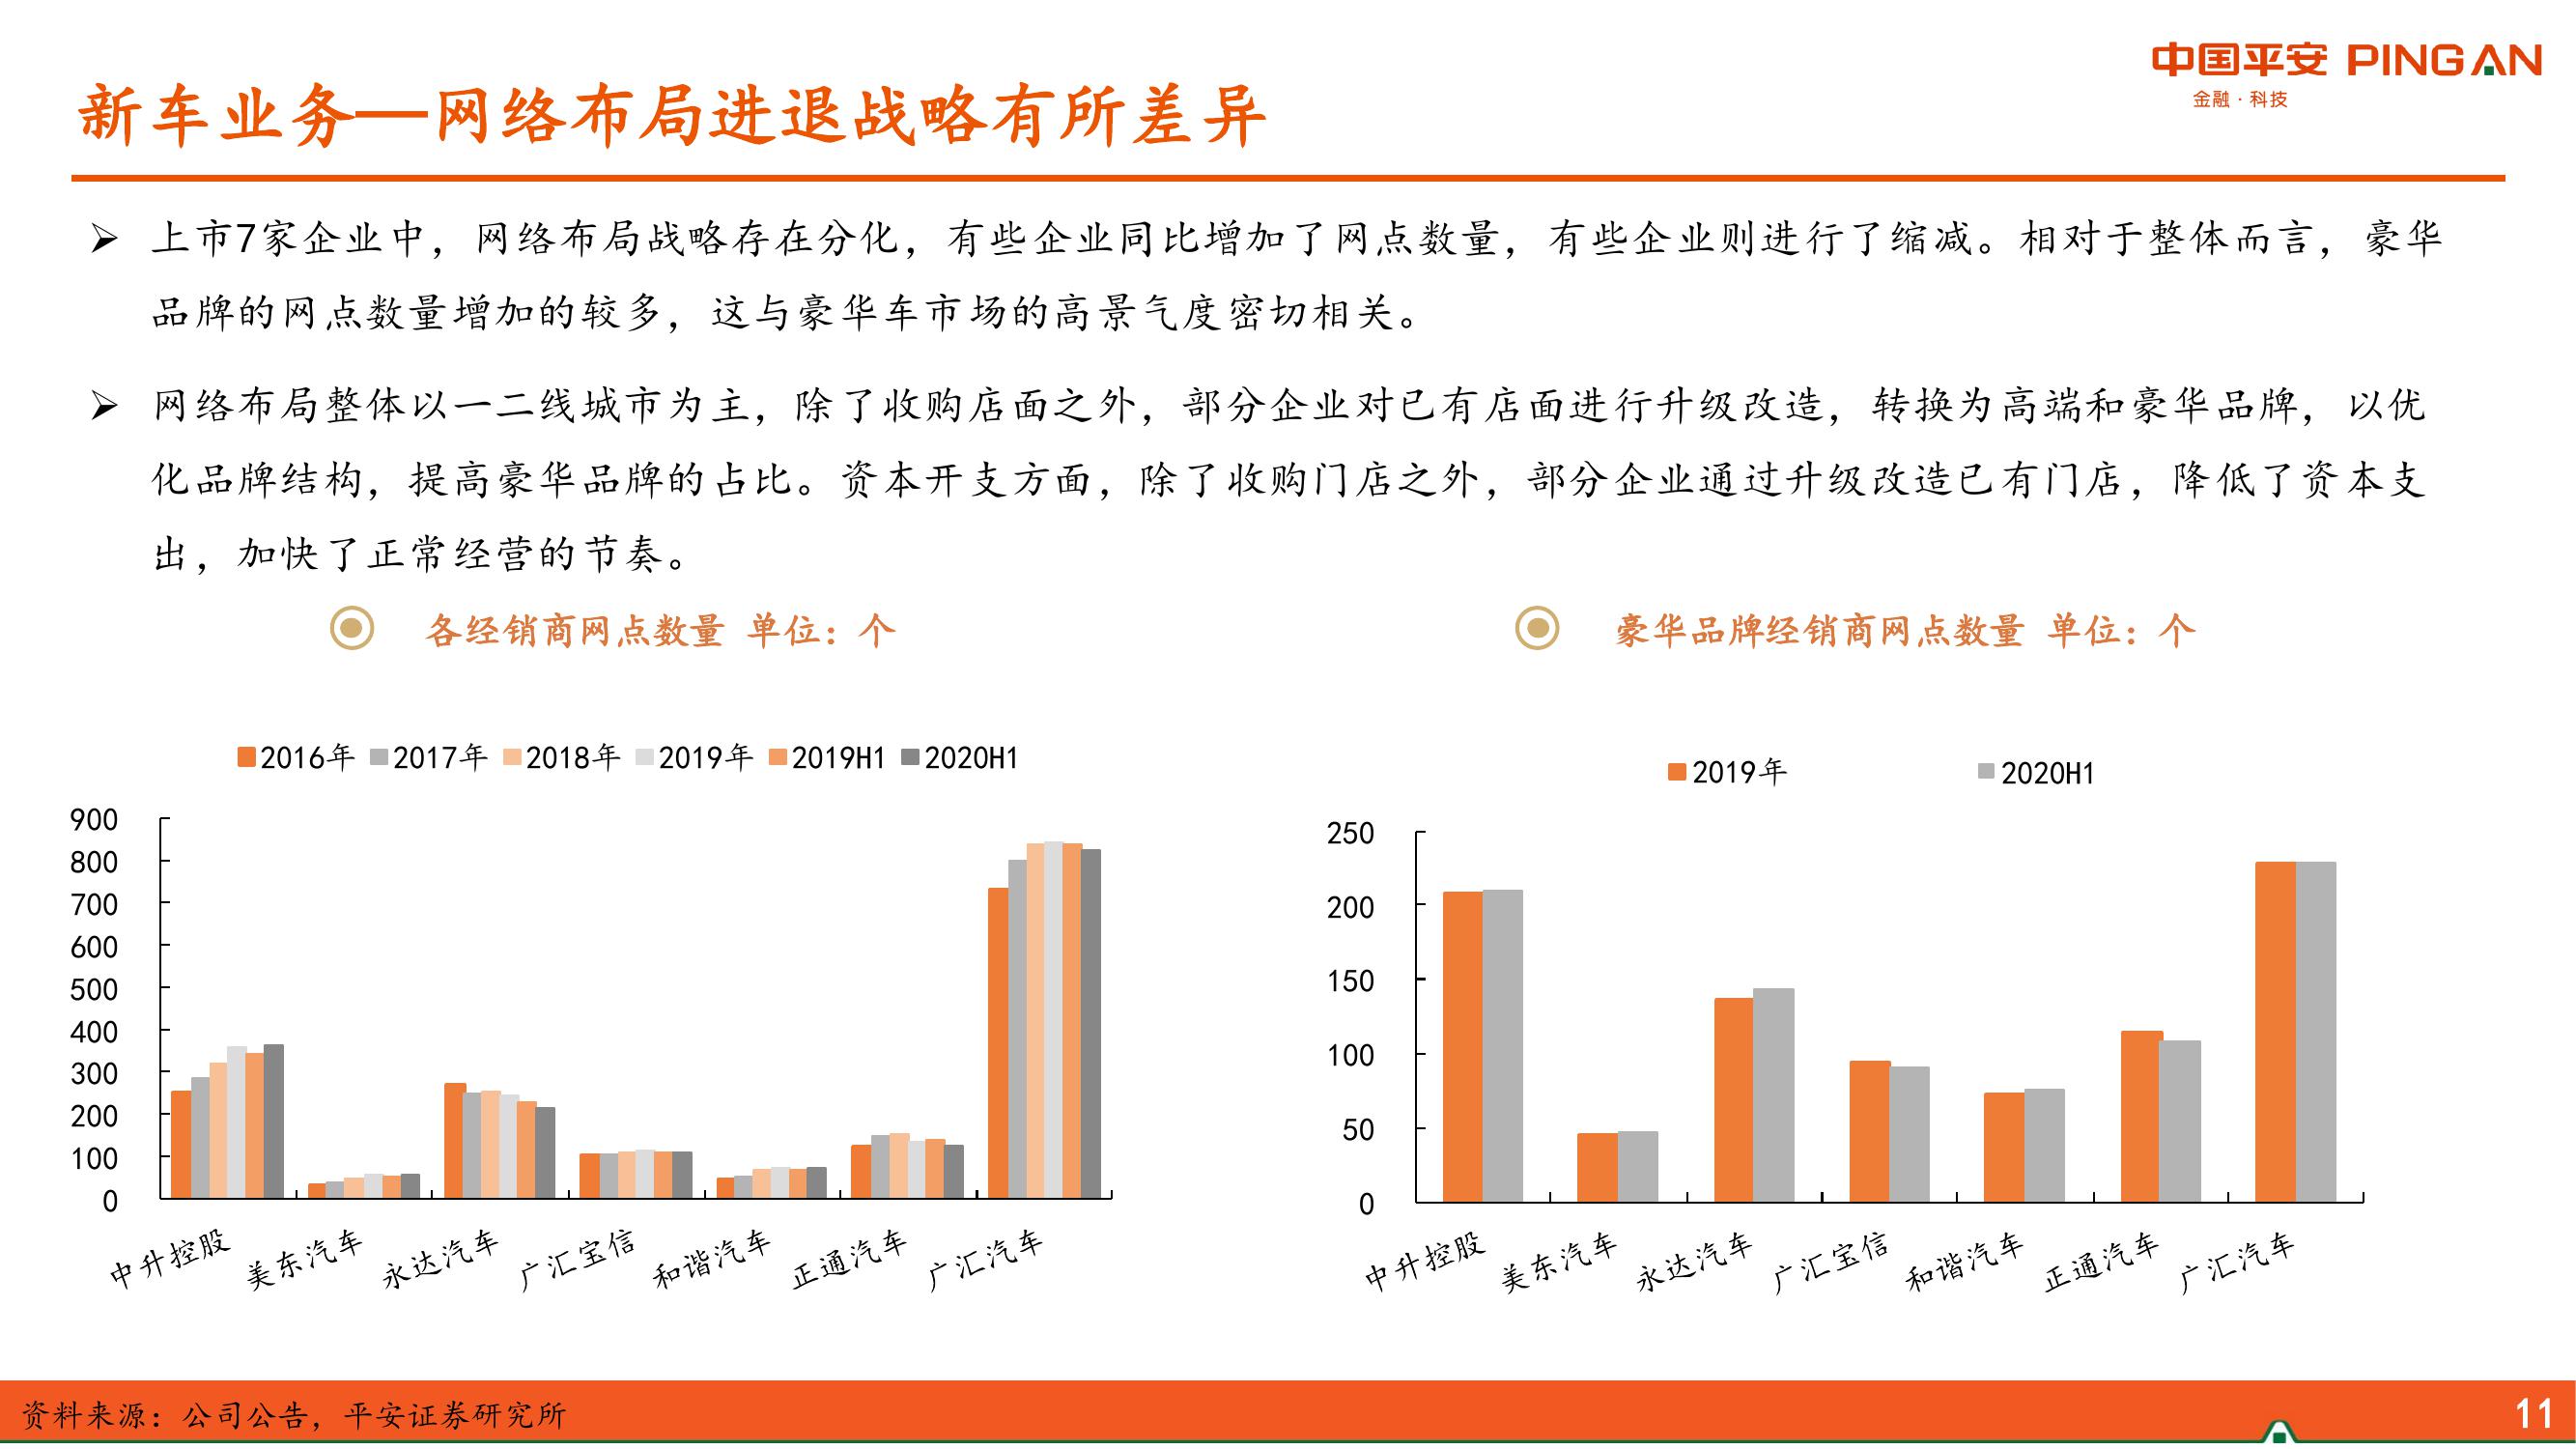 中国平安 PING AN
金融·科技
新车业务—网络布局进退战略有所差异
➢ 上市7家企业中，网络布局战略存在分化，有些企业同比增加了网点数量，有些企业则进行了缩减。相对于整体而言，豪华
品牌的网点数量增加的较多，这与豪华车市场的高景气度密切相关。
➢ 网络布局整体以一二线城市为主，除了收购店面之外，部分企业对已有店面进行升级改造，转换为高端和豪华品牌，以优
化品牌结构，提高豪华品牌的占比。资本开支方面，除了收购门店之外，部分企业通过升级改造已有门店，降低了资本支
出，加快了正常经营的节奏。
各经销商网点数量 单位：个
2016年 2017年 2018年 2019年 2019H1 2020H1
900
800
700
600
500
400
300
200
100
0
中升控股 美东汽车 永达汽车 广汇宝信 和谐汽车 正通汽车 广汇汽车
豪华品牌经销商网点数量 单位：个
2019年 2020H1
250
200
150
100
50
0
中升控股 美东汽车 永达汽车 广汇宝信 和谐汽车 正通汽车 广汇汽车
资料来源：公司公告，平安证券研究所
11